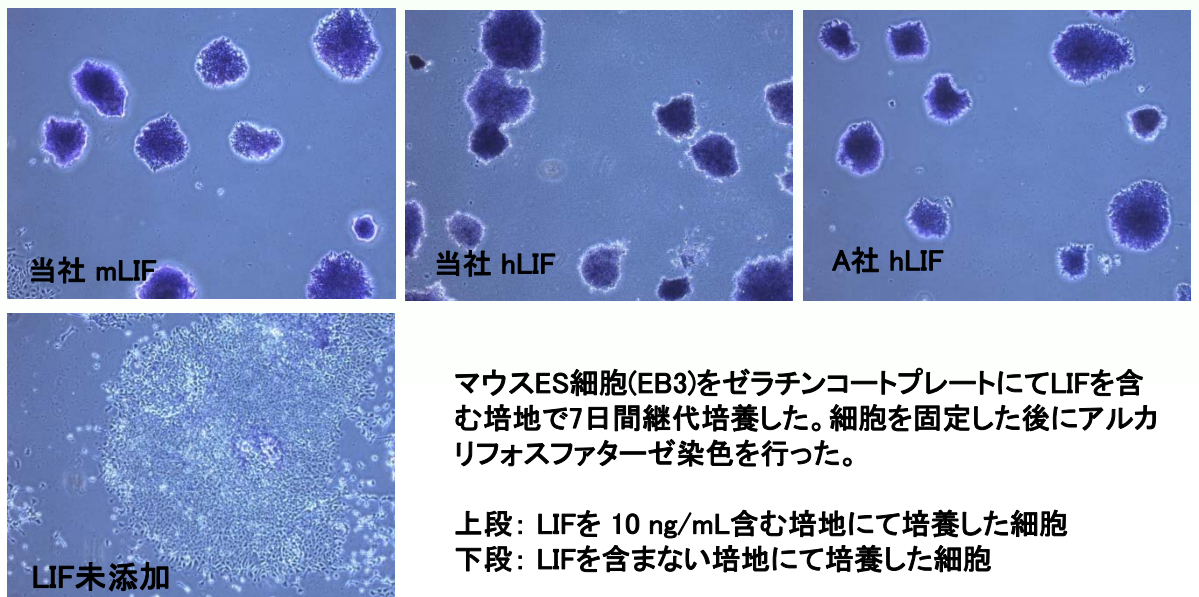 当社 mLIF
当社 hLIF
A社 hLIF
LIF未添加
マウスES細胞(EB3)をゼラチンコートプレートにてLIFを含
む培地で7日間継代培養した。細胞を固定した後にアルカ
リフォスファターゼ染色を行った。
上段: LIFを 10 ng/mL含む培地にて培養した細胞
下段: LIFを含まない培地にて培養した細胞